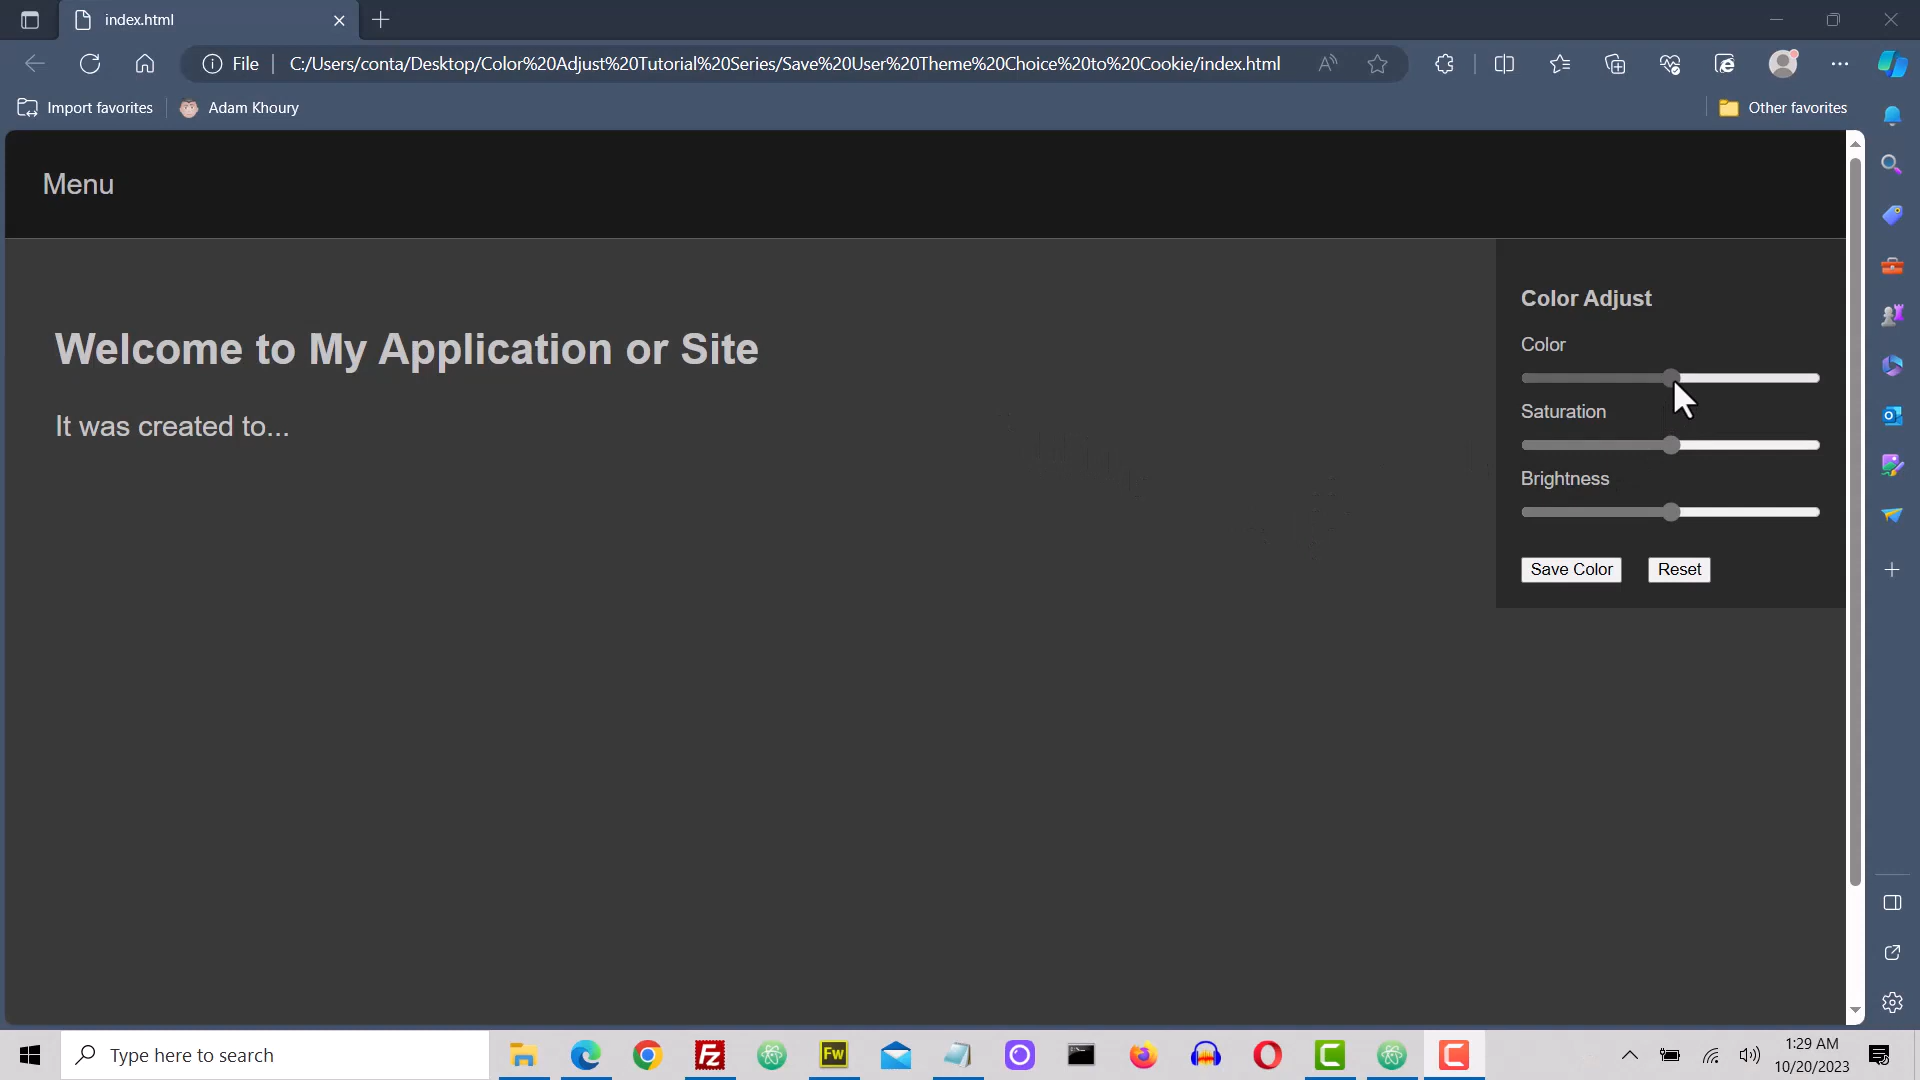 index.html
File
C:/Users/conta/Desktop/Color%20Adjust%20Tutorial%20Series/Save%20User%20Theme%20Choice%20to%20Cookie/index.html
Import favorites
Adam Khoury
Other favorites
Menu
Welcome to My Application or Site
It was created to...
Color Adjust
Color
Saturation
Brightness
Save Color
Reset
Type here to search
Fw
1:29 AM
10/20/2023